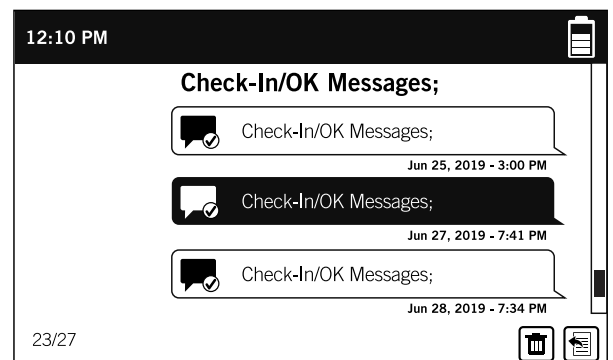 12:10 PM
Check-In/OK Messages;
Check-In/OK Messages;
Jun 25, 2019 - 3:00 PM
Check-In/OK Messages;
Jun 27, 2019 - 7:41 PM
Check-In/OK Messages;
Jun 28, 2019 - 7:34 PM
23/27